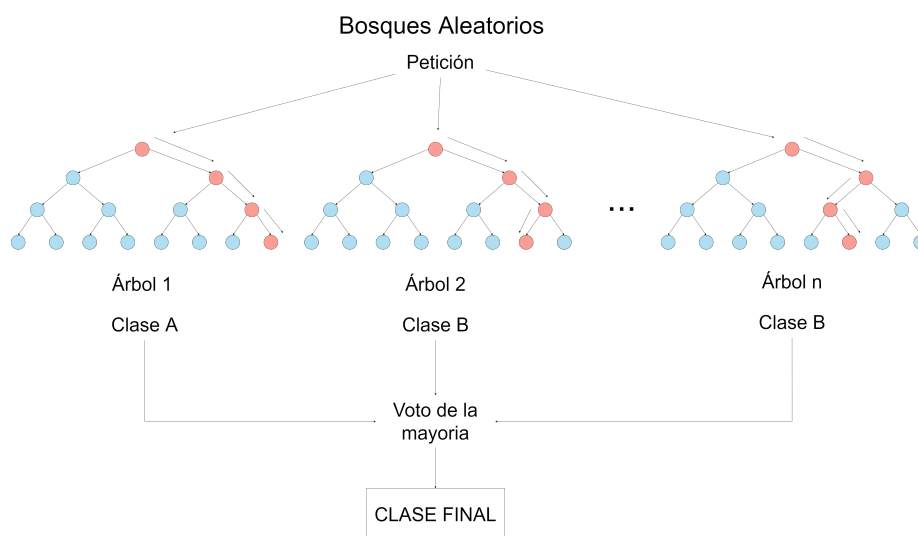 Bosques Aleatorios
Petición
...
Árbol 1
Árbol 2
Árbol n
Clase A
Clase B
Clase B
Voto de la
mayoria
CLASE FINAL